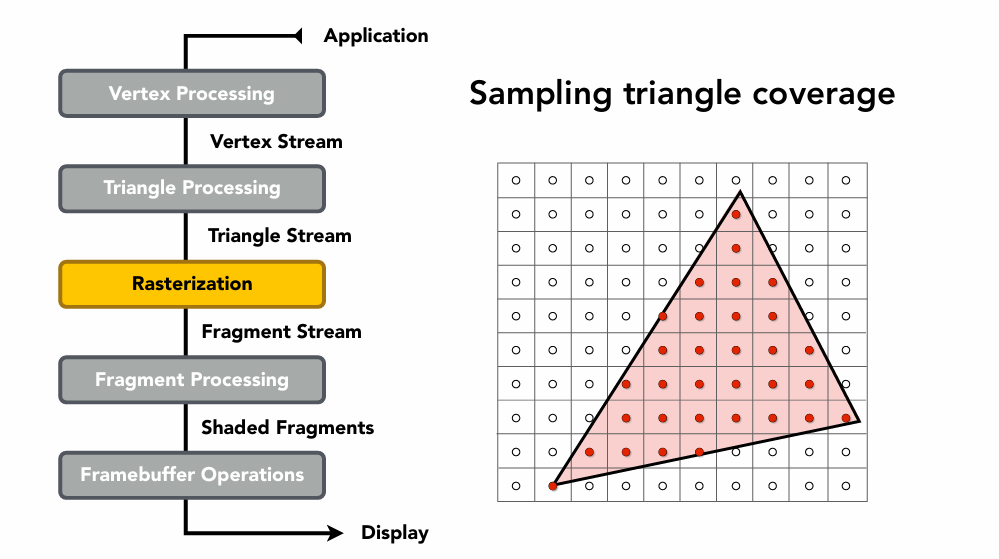 Application
Vertex Processing
Sampling triangle coverage
Vertex Stream
Triangle Processing
Triangle Stream
Rasterization
Fragment Stream
Fragment Processing
Shaded Fragments
Framebuffer Operations
Display